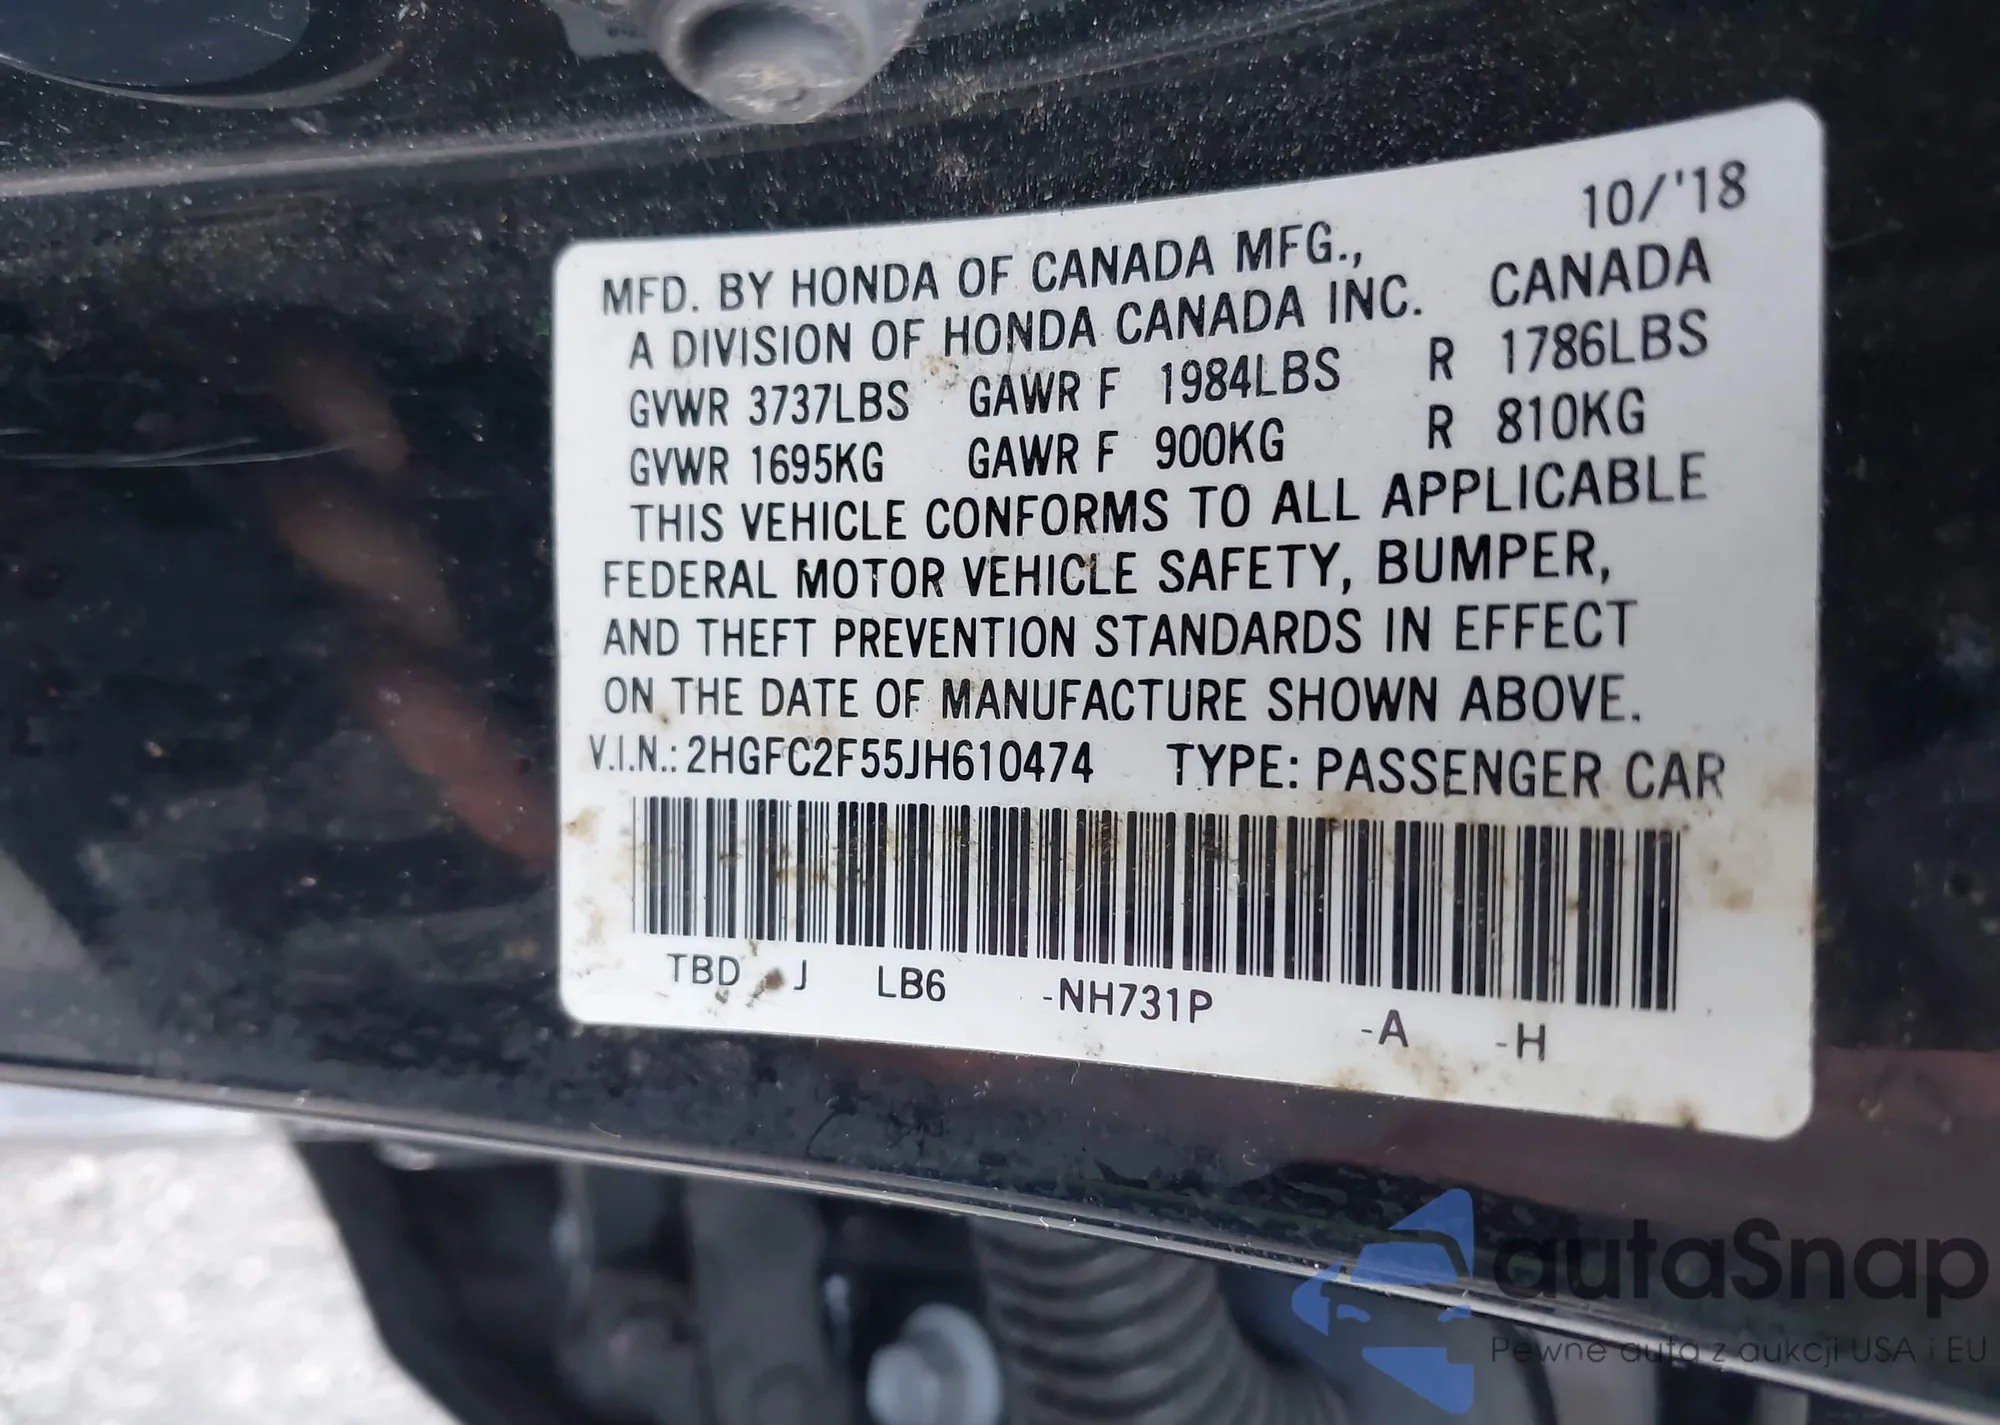 10/'18
MFD. BY HONDA OF CANADA MFG.,
A DIVISION OF HONDA CANADA INC. CANADA
GVWR 3737LBS GAWR F 1984LBS R 1786LBS
GVWR 1695KG GAWR F 900KG R 810KG
THIS VEHICLE CONFORMS TO ALL APPLICABLE
FEDERAL MOTOR VEHICLE SAFETY, BUMPER,
AND THEFT PREVENTION STANDARDS IN EFFECT
ON THE DATE OF MANUFACTURE SHOWN ABOVE.
V.I.N.: 2HGFC2F55JH610474 TYPE: PASSENGER CAR
TBD J LB6 -NH731P -A -H
autaSnap
Pewne auta z aukcji USA i EU